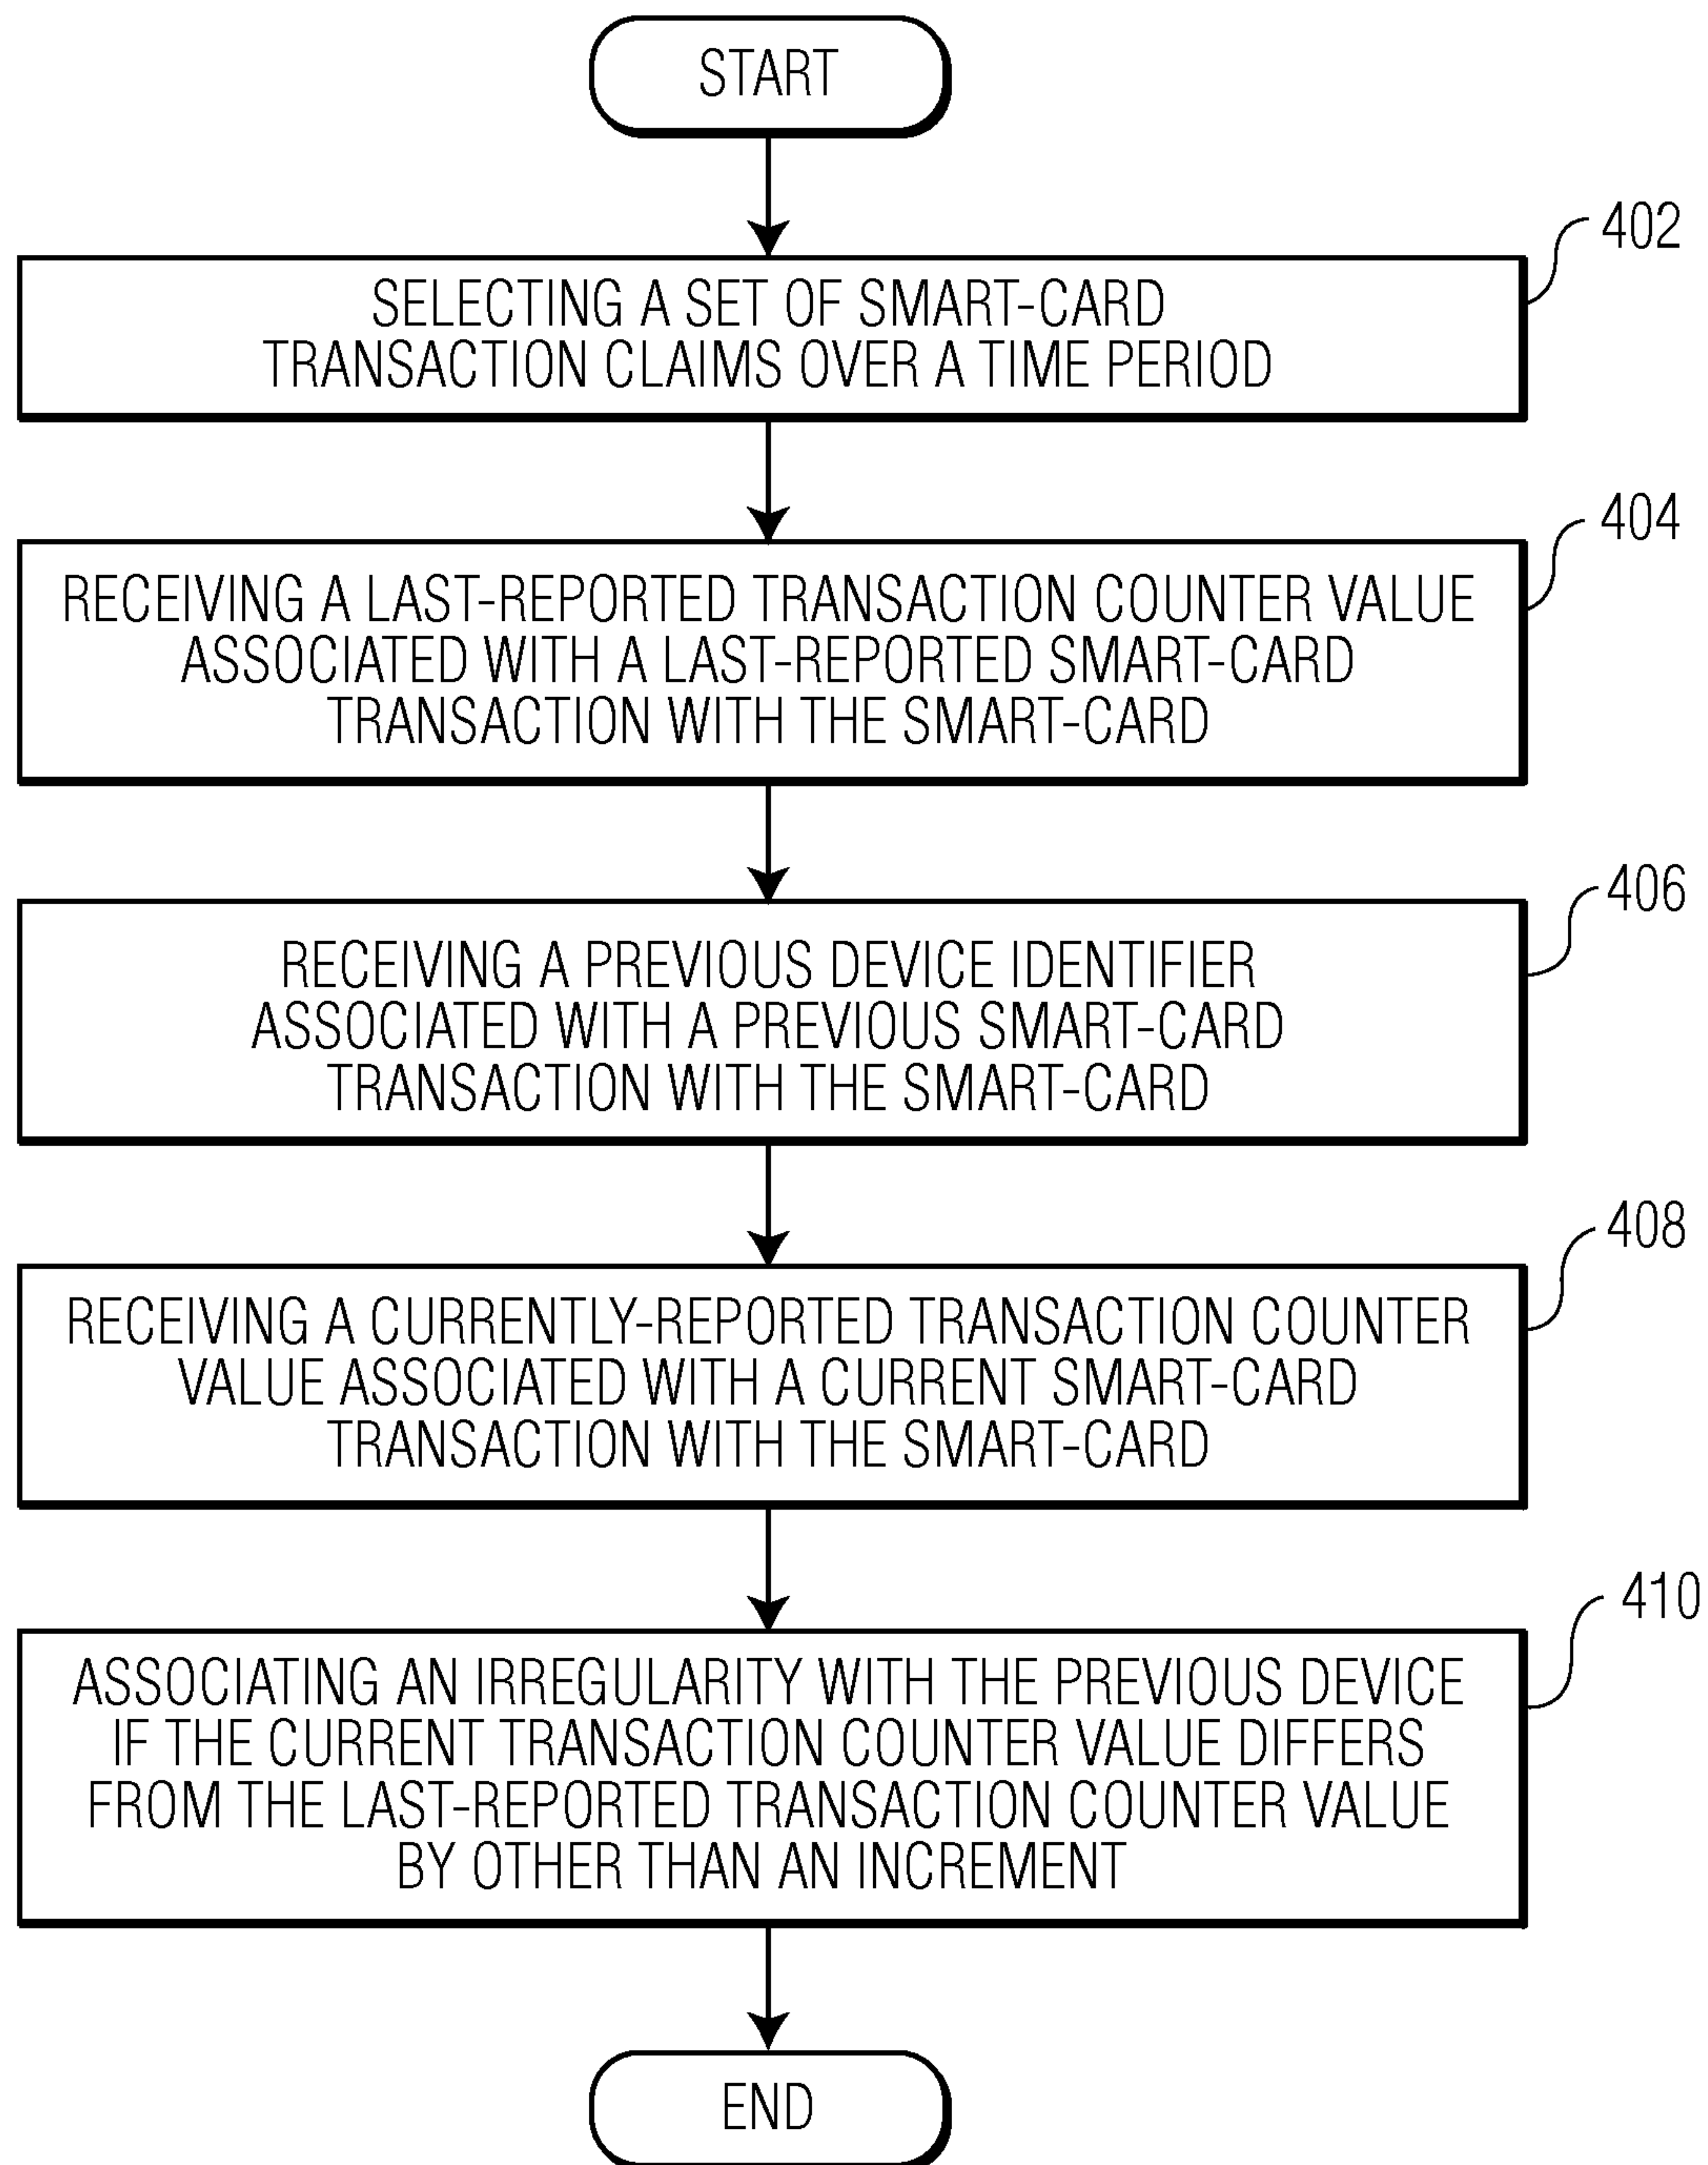 START
402
SELECTING A SET OF SMART-CARD
TRANSACTION CLAIMS OVER A TIME PERIOD
404
RECEIVING A LAST-REPORTED TRANSACTION COUNTER VALUE
ASSOCIATED WITH A LAST-REPORTED SMART-CARD
TRANSACTION WITH THE SMART-CARD
406
RECEIVING A PREVIOUS DEVICE IDENTIFIER
ASSOCIATED WITH A PREVIOUS SMART-CARD
TRANSACTION WITH THE SMART-CARD
408
RECEIVING A CURRENTLY-REPORTED TRANSACTION COUNTER
VALUE ASSOCIATED WITH A CURRENT SMART-CARD
TRANSACTION WITH THE SMART-CARD
410
ASSOCIATING AN IRREGULARITY WITH THE PREVIOUS DEVICE
IF THE CURRENT TRANSACTION COUNTER VALUE DIFFERS
FROM THE LAST-REPORTED TRANSACTION COUNTER VALUE
BY OTHER THAN AN INCREMENT
END